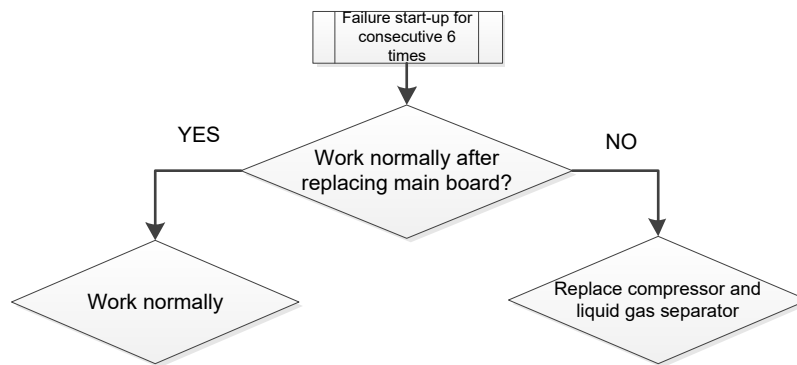 Failure start-up for
consecutive 6
times
YES
NO
Work normally after
replacing main board?
Work normally
Replace compressor and
liquid gas separator